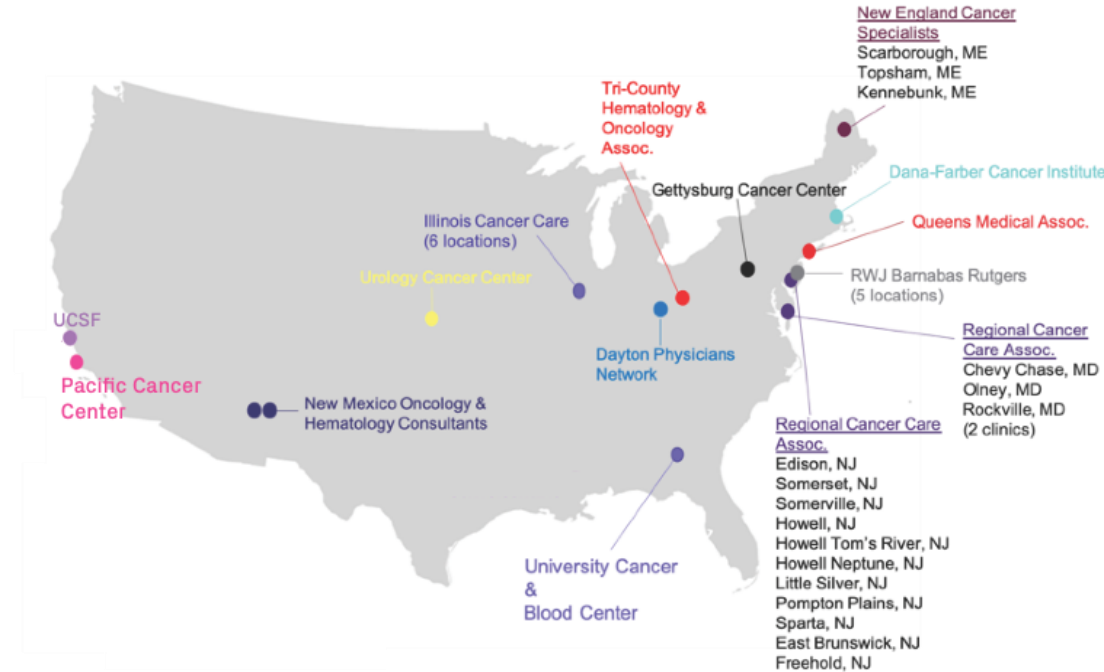 New England Cancer
Specialists
Scarborough, ME
Topsham, ME
Kennebunk, ME
Tri-County
Hematology &
Oncology
Assoc.
Gettysburg Cancer Center
Dana-Farber Cancer Institute
Illinois Cancer Care
(6 locations)
Queens Medical Assoc.
Urology Cancer Center
RWJ Barnabas Rutgers
(5 locations)
UCSF
Pacific Cancer
Center
Dayton Physicians
Network
Regional Cancer
Care Assoc.
Chevy Chase, MD
Olney, MD
Rockville, MD
(2 clinics)
New Mexico Oncology &
Hematology Consultants
Regional Cancer Care
Assoc.
Edison, NJ
Somerset, NJ
Somerville, NJ
Howell, NJ
Howell Tom's River, NJ
Howell Neptune, NJ
Little Silver, NJ
Pompton Plains, NJ
Sparta, NJ
East Brunswick, NJ
Freehold, NJ
University Cancer
&
Blood Center